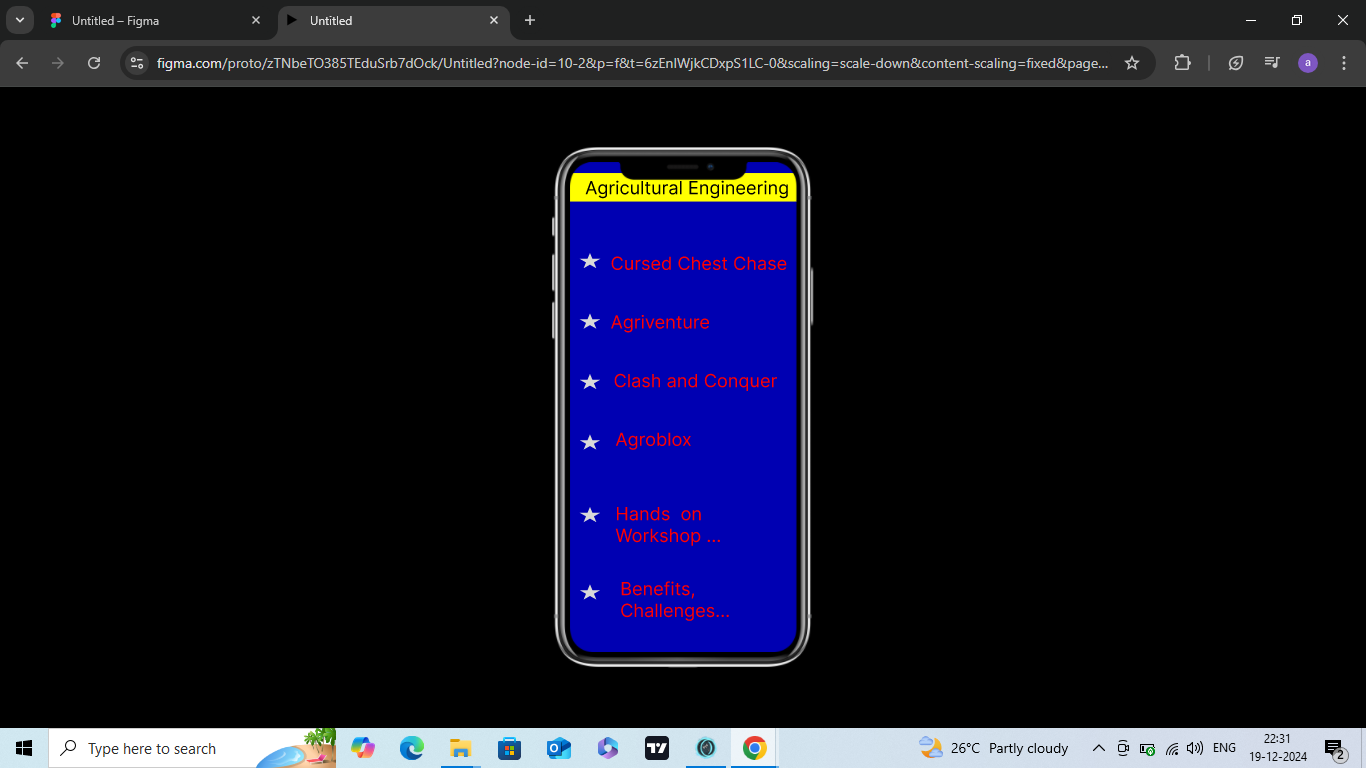 Untitled – Figma
Untitled
figma.com/proto/zTNbeTO385TEduSrb7dOck/Untitled?node-id=10-2&p=f&t=6zEnIWjkCDxpS1LC-0&scaling=scale-down&content-scaling=fixed&page...
a
Agricultural Engineering
Cursed Chest Chase
Agriventure
Clash and Conquer
Agroblox
Hands  on
Workshop ...
Benefits,
Challenges...
Type here to search
26°C Partly cloudy
ENG
22:31
19-12-2024
2